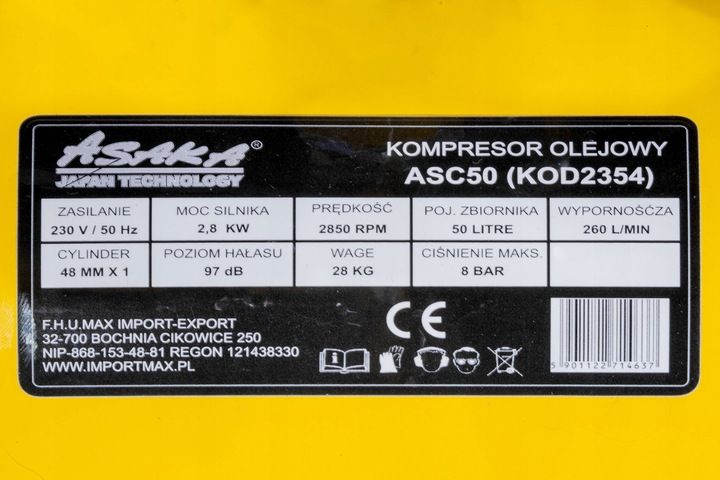 ASAKA®
JAPAN TECHNOLOGY
KOMPRESOR OLEJOWY
ASC50 (KOD2354)
ZASILANIE
230 V / 50 Hz
MOC SILNIKA
2,8 KW
PRĘDKOŚĆ
2850 RPM
POJ. ZBIORNIKA
50 LITRE
WYPORNOŚĆZA
260 L/MIN
CYLINDER
48 MM X 1
POZIOM HAŁASU
97 dB
WAGE
28 KG
CIŚNIENIE MAKS.
8 BAR
F.H.U.MAX IMPORT-EXPORT
32-700 BOCHNIA CIKOWICE 250
NIP-868-153-48-81 REGON 121438330
WWW.IMPORTMAX.PL
CE
5 901122 714637